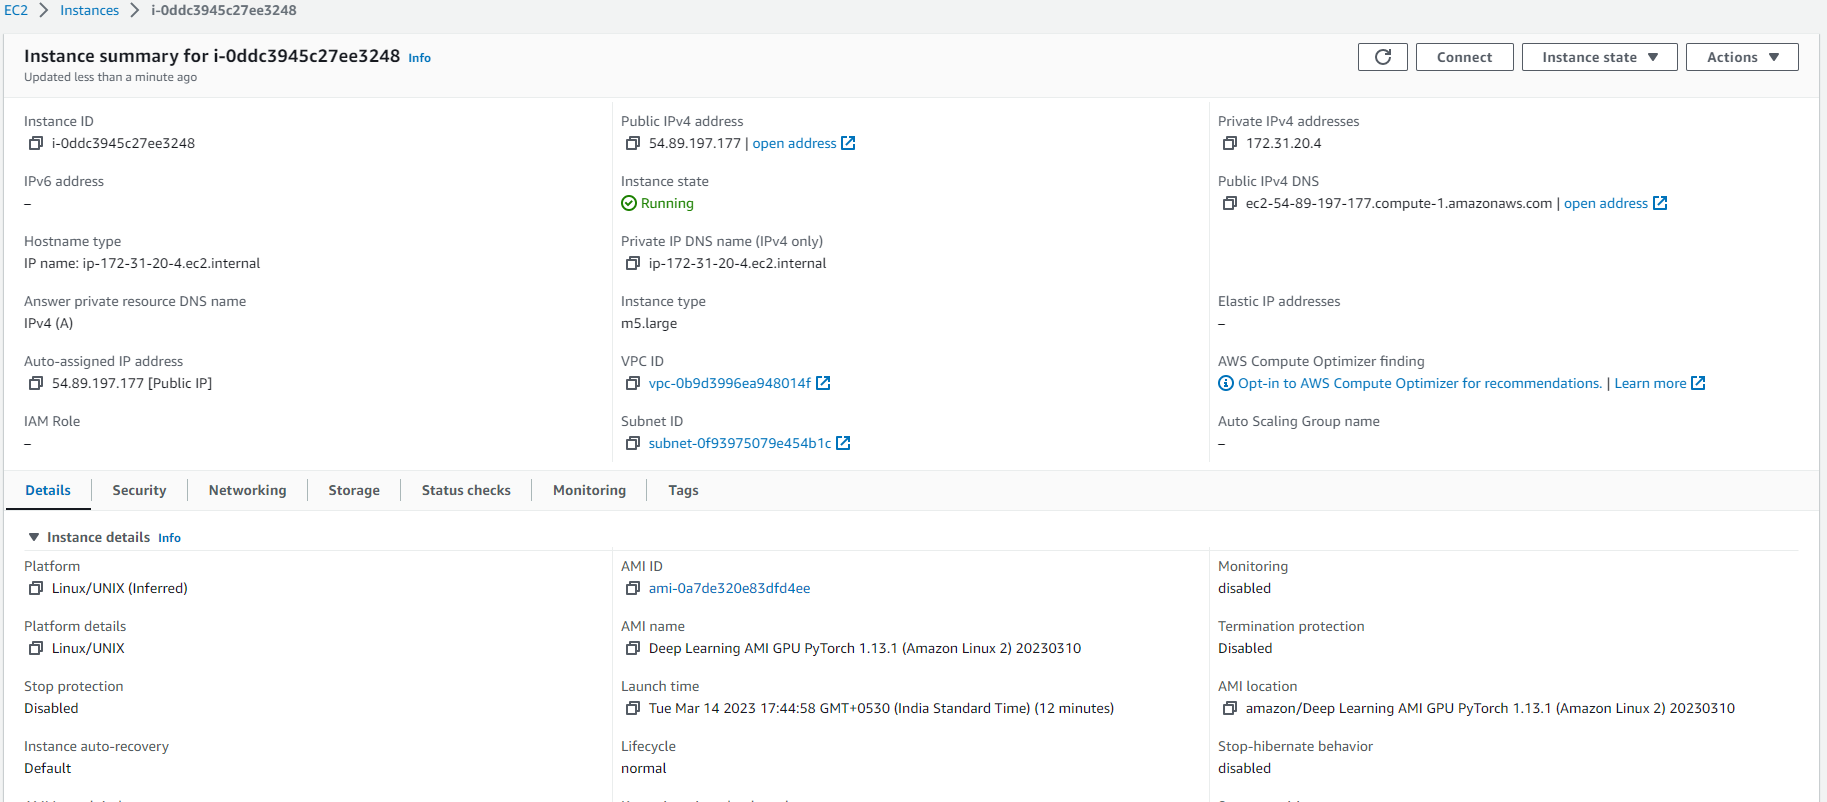 EC2 > Instances > i-0ddc3945c27ee3248
Instance summary for i-0ddc3945c27ee3248 Info
Updated less than a minute ago
Connect
Instance state
Actions
Instance ID
i-0ddc3945c27ee3248
Public IPv4 address
54.89.197.177 | open address
Private IPv4 addresses
172.31.20.4
IPv6 address
–
Instance state
Running
Public IPv4 DNS
ec2-54-89-197-177.compute-1.amazonaws.com | open address
Hostname type
IP name: ip-172-31-20-4.ec2.internal
Private IP DNS name (IPv4 only)
ip-172-31-20-4.ec2.internal
Answer private resource DNS name
IPv4 (A)
Instance type
m5.large
Elastic IP addresses
–
Auto-assigned IP address
54.89.197.177 [Public IP]
VPC ID
vpc-0b9d3996ea948014f
AWS Compute Optimizer finding
Opt-in to AWS Compute Optimizer for recommendations. | Learn more
IAM Role
–
Subnet ID
subnet-0f93975079e454b1c
Auto Scaling Group name
–
Details
Security
Networking
Storage
Status checks
Monitoring
Tags
Instance details Info
Platform
Linux/UNIX (Inferred)
AMI ID
ami-0a7de320e83dfd4ee
Monitoring
disabled
Platform details
Linux/UNIX
AMI name
Deep Learning AMI GPU PyTorch 1.13.1 (Amazon Linux 2) 20230310
Termination protection
Disabled
Stop protection
Disabled
Launch time
Tue Mar 14 2023 17:44:58 GMT+0530 (India Standard Time) (12 minutes)
AMI location
amazon/Deep Learning AMI GPU PyTorch 1.13.1 (Amazon Linux 2) 20230310
Instance auto-recovery
Default
Lifecycle
normal
Stop-hibernate behavior
disabled